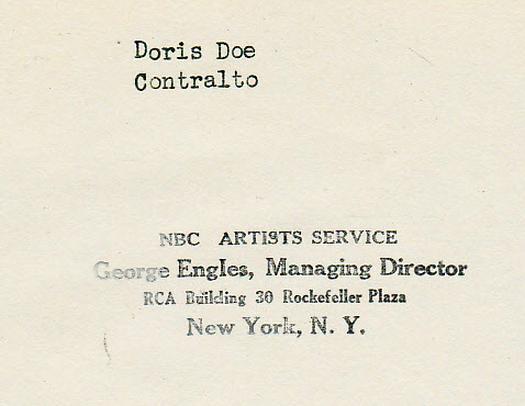 Doris Doe
Contralto
NBC ARTISTS SERVICE
George Engles, Managing Director
RCA Building 30 Rockefeller Plaza
New York, N. Y.